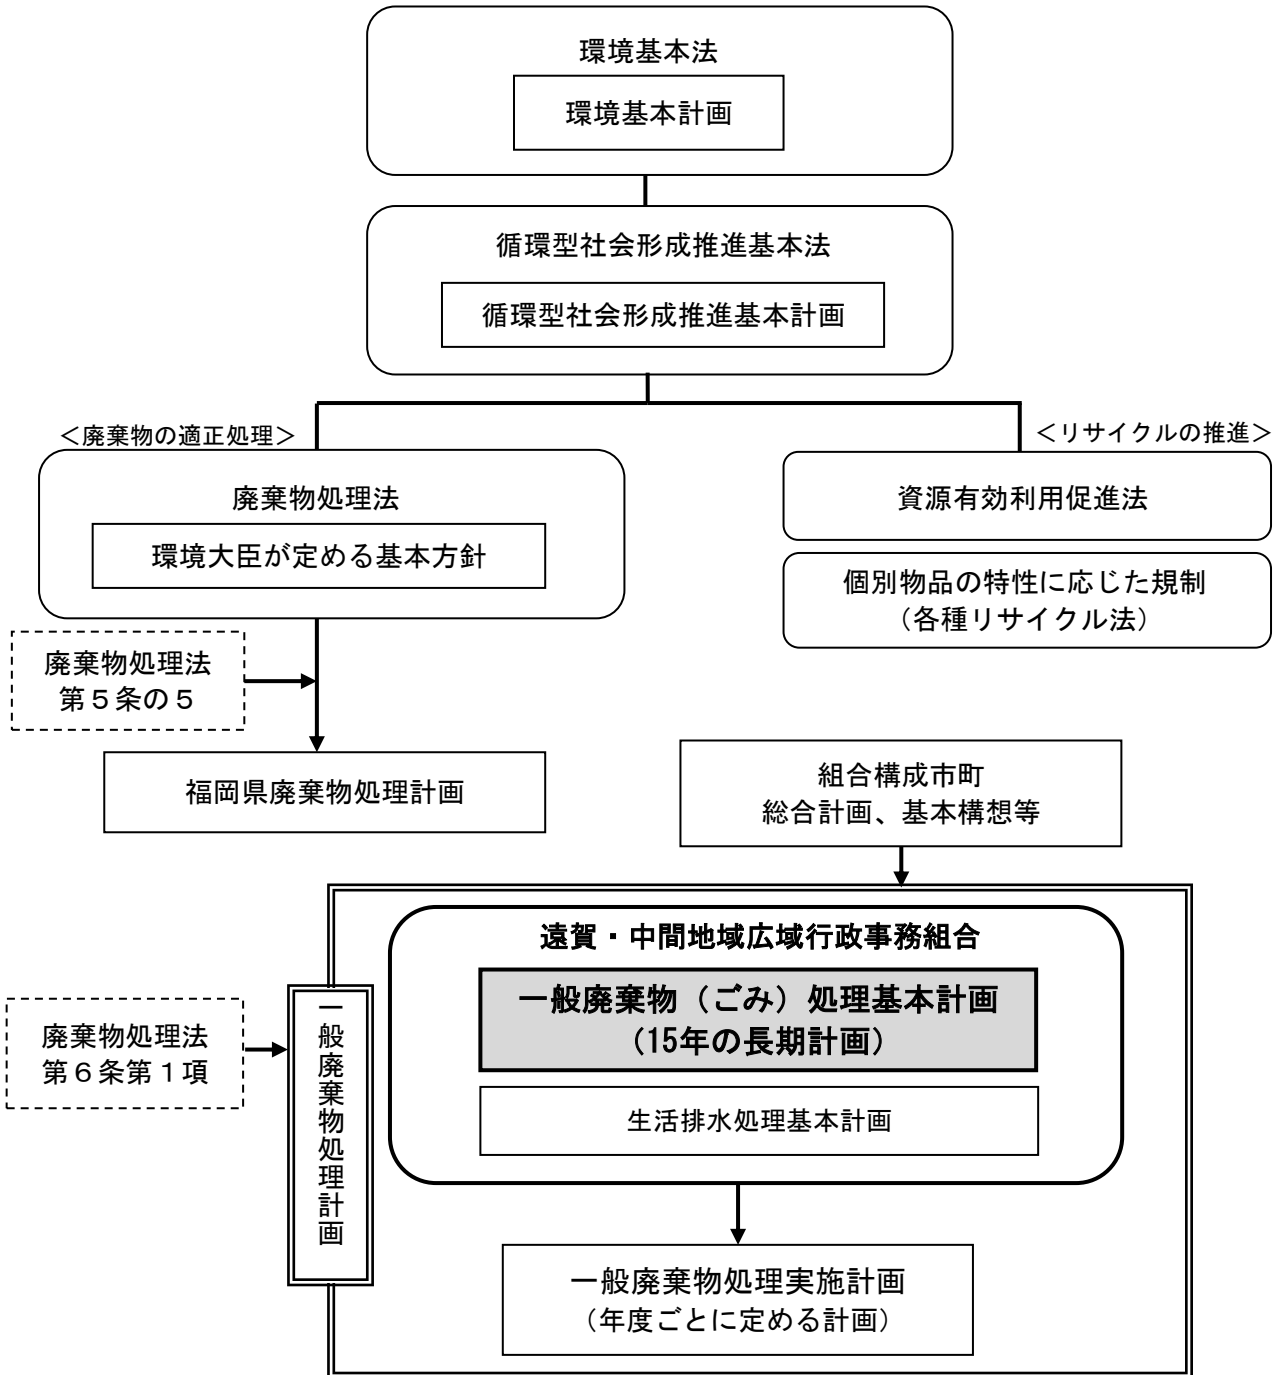 環境基本法
環境基本計画
循環型社会形成推進基本法
循環型社会形成推進基本計画
＜廃棄物の適正処理＞
＜リサイクルの推進＞
廃棄物処理法
環境大臣が定める基本方針
資源有効利用促進法
個別物品の特性に応じた規制
（各種リサイクル法）
廃棄物処理法
第５条の５
福岡県廃棄物処理計画
組合構成市町
総合計画、基本構想等
遠賀・中間地域広域行政事務組合
一般廃棄物（ごみ）処理基本計画
（15年の長期計画）
生活排水処理基本計画
廃棄物処理法
第６条第１項
一般廃棄物処理計画
一般廃棄物処理実施計画
（年度ごとに定める計画）